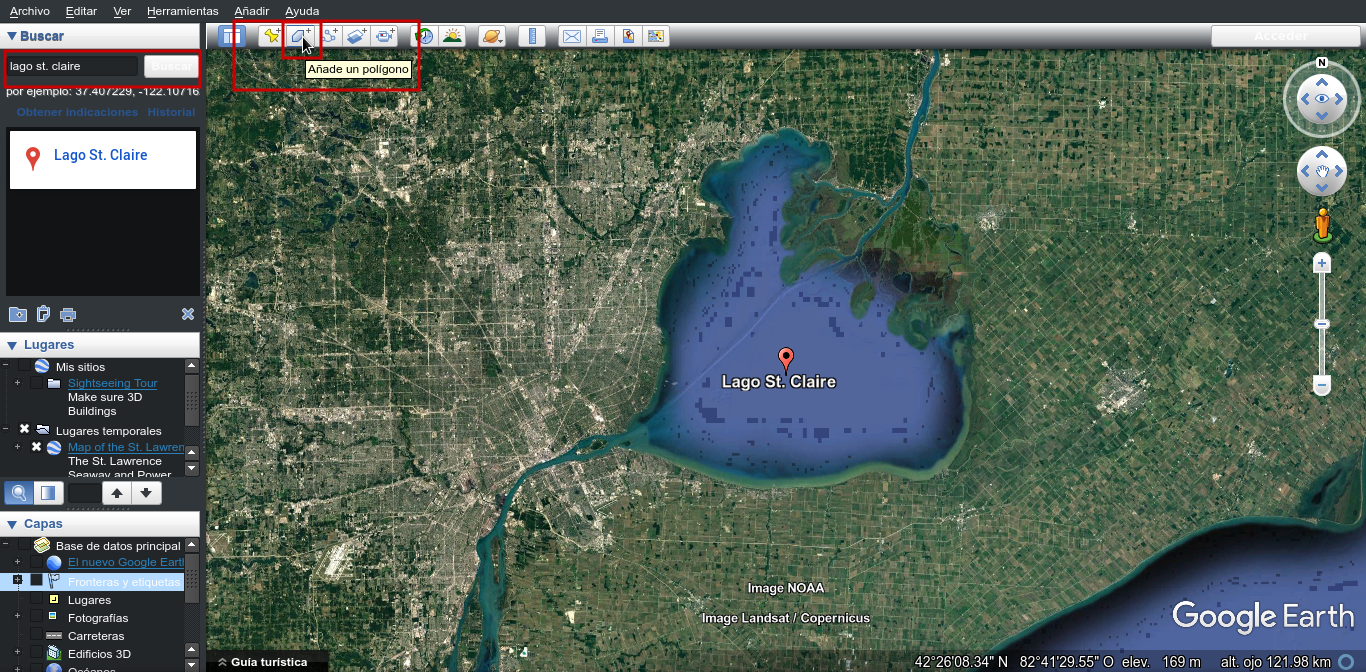 Archivo Editar Ver Herramientas Añadir Ayuda
Buscar
Acceder
lago st. claire
Buscar
Añade un polígono
por ejemplo: 37.407229, -122.10716
Obtener indicaciones Historial
Lago St. Claire
N
Lago St. Claire
Lugares
Mis sitios
Sightseeing Tour
Make sure 3D
Buildings
Lugares temporales
Map of the St. Lawren
The St. Lawrence
Seaway and Power
Capas
Base de datos principal
El nuevo Google Eart
Fronteras y etiquetas
Lugares
Fotografías
Carreteras
Edificios 3D
Océanos
Image NOAA
Image Landsat / Copernicus
Google Earth
Guía turística
42°26'08.34" N 82°41'29.55" O elev. 169 m alt. ojo 121.98 km